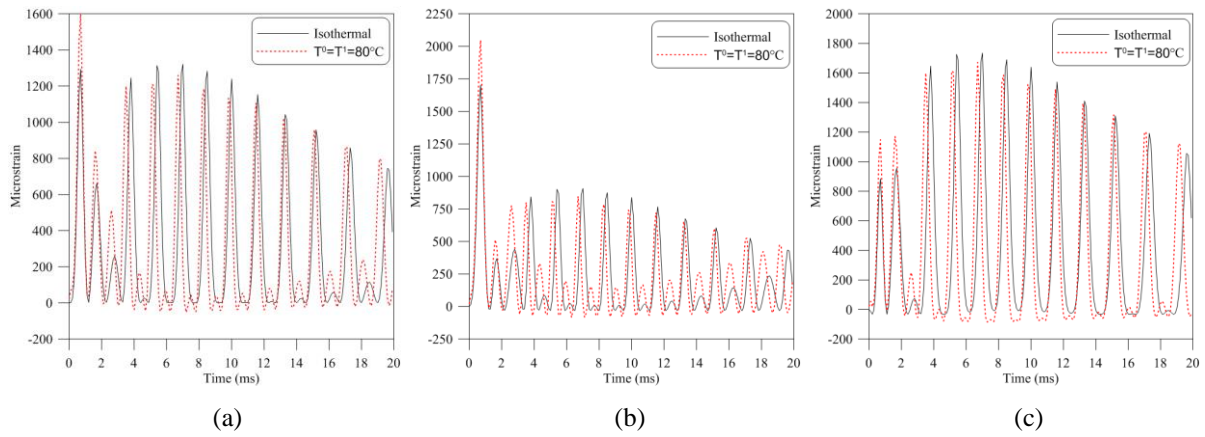 1600
1400
1200
1000
800
600
400
200
0
-200
Microstrain
Isothermal
T⁰=T¹=80°C
0 2 4 6 8 10 12 14 16 18 20
Time (ms)
(a)
2250
2000
1750
1500
1250
1000
750
500
250
0
-250
Microstrain
Isothermal
T⁰=T¹=80°C
0 2 4 6 8 10 12 14 16 18 20
Time (ms)
(b)
2000
1800
1600
1400
1200
1000
800
600
400
200
0
-200
Microstrain
Isothermal
T⁰=T¹=80°C
0 2 4 6 8 10 12 14 16 18 20
Time (ms)
(c)